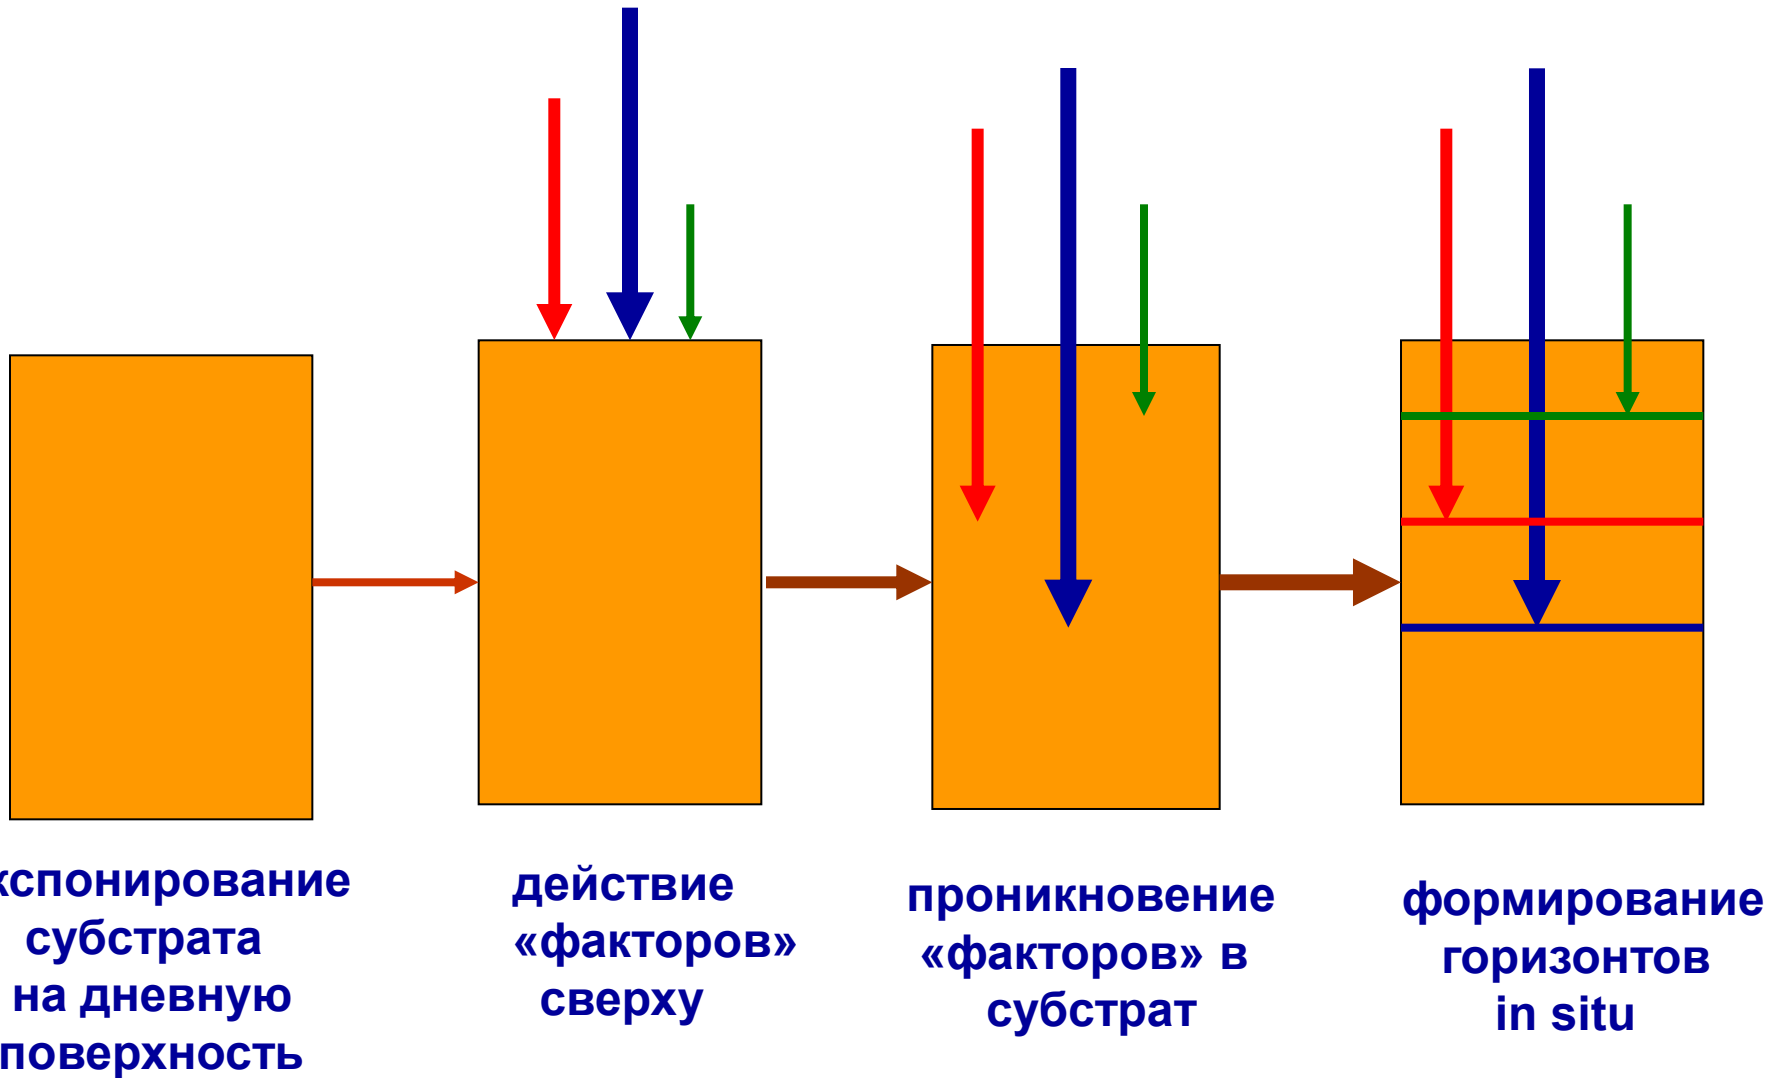 кспонирование
субстрата
на дневную
поверхность
действие
«факторов»
сверху
проникновение
«факторов» в
субстрат
формирование
горизонтов
in situ